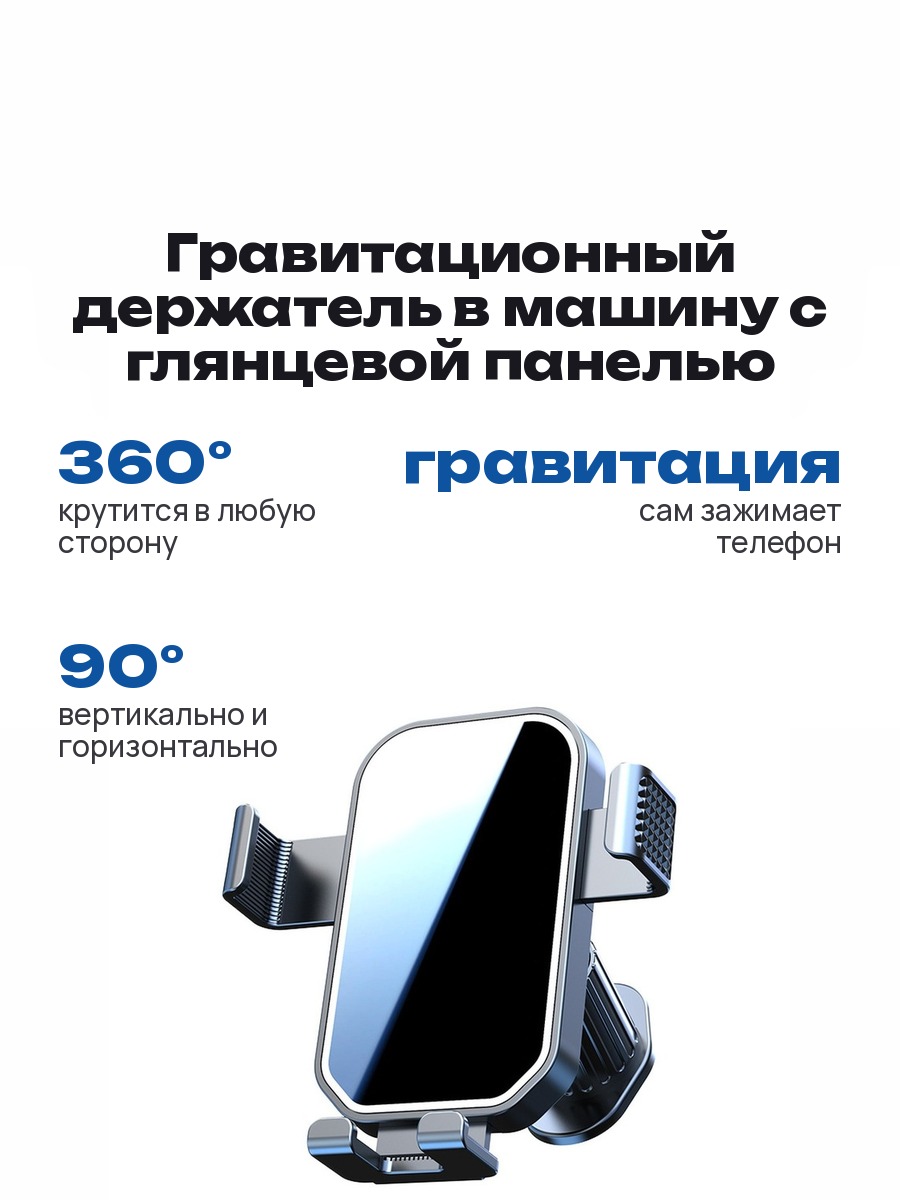 Гравитационный
держатель в машину с
глянцевой панелью
360°
крутится в любую
сторону
гравитация
сам зажимает
телефон
90°
вертикально и
горизонтально